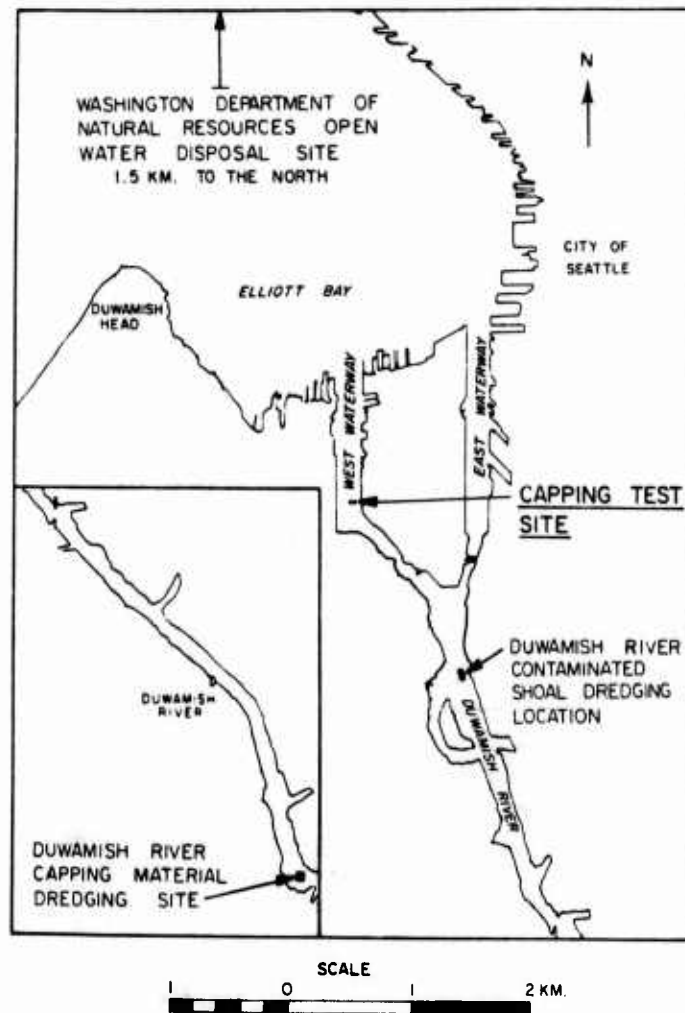 WASHINGTON DEPARTMENT OF
NATURAL RESOURCES OPEN
WATER DISPOSAL SITE
1.5 KM. TO THE NORTH
N
CITY OF
SEATTLE
ELLIOTT BAY
DUWAMISH
HEAD
WEST WATERWAY
EAST WATERWAY
CAPPING TEST
SITE
DUWAMISH RIVER
CONTAMINATED
SHOAL DREDGING
LOCATION
DUWAMISH RIVER
DUWAMISH
RIVER
DUWAMISH RIVER
CAPPING MATERIAL
DREDGING SITE
SCALE
1 0 1 2 KM.